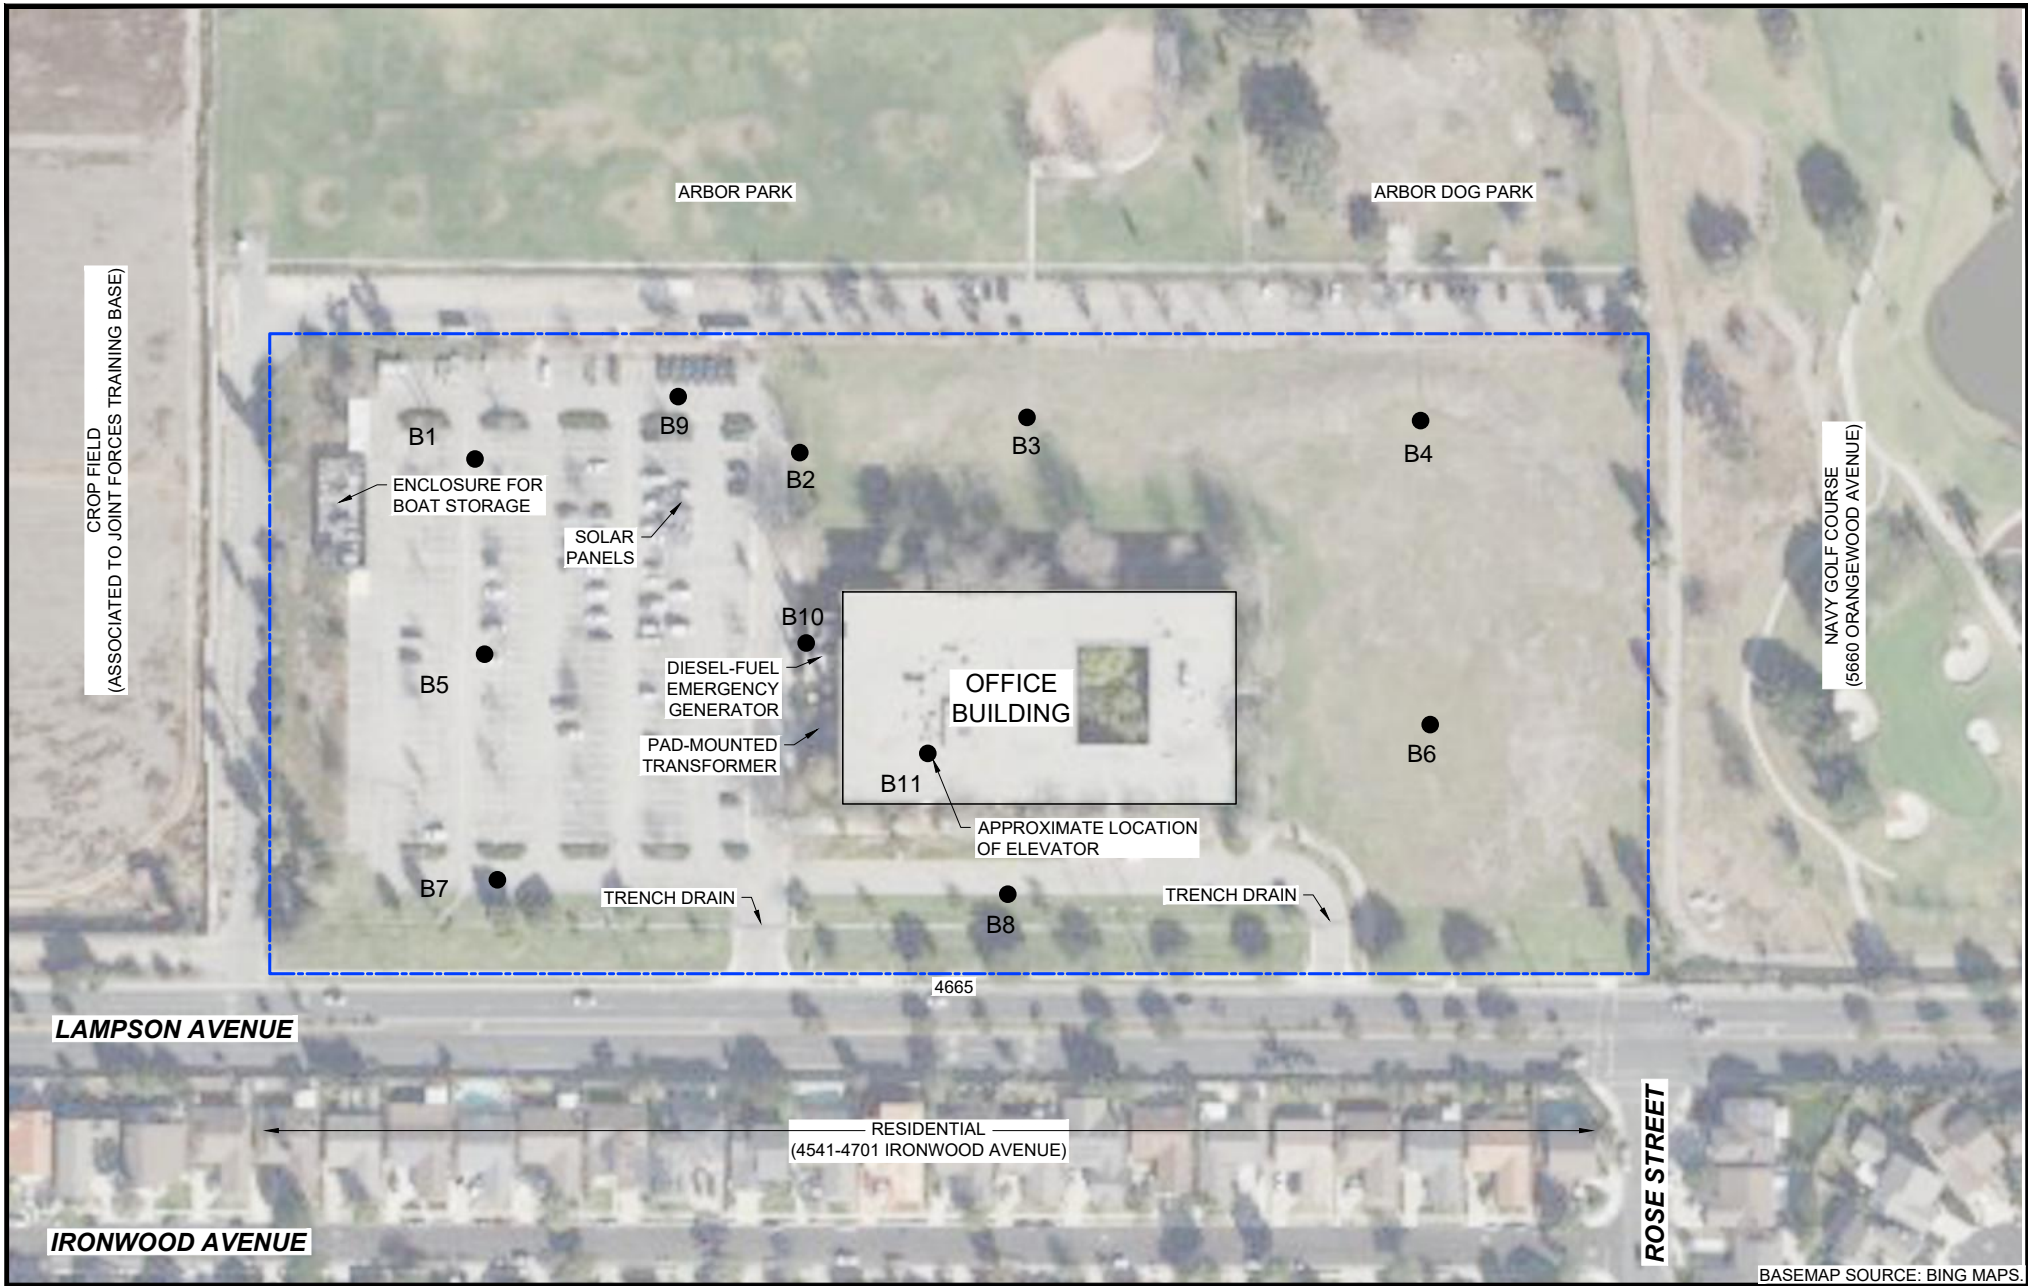 ARBOR PARK
ARBOR DOG PARK
CROP FIELD
(ASSOCIATED TO JOINT FORCES TRAINING BASE)
B1
B9
B3
B4
B2
ENCLOSURE FOR
BOAT STORAGE
SOLAR
PANELS
NAVY GOLF COURSE
(5660 ORANGEWOOD AVENUE)
B10
DIESEL-FUEL
EMERGENCY
GENERATOR
B5
OFFICE
BUILDING
PAD-MOUNTED
TRANSFORMER
B6
B11
APPROXIMATE LOCATION
OF ELEVATOR
B7
TRENCH DRAIN
B8
TRENCH DRAIN
4665
LAMPSON AVENUE
RESIDENTIAL
(4541-4701 IRONWOOD AVENUE)
ROSE STREET
IRONWOOD AVENUE
BASEMAP SOURCE: BING MAPS